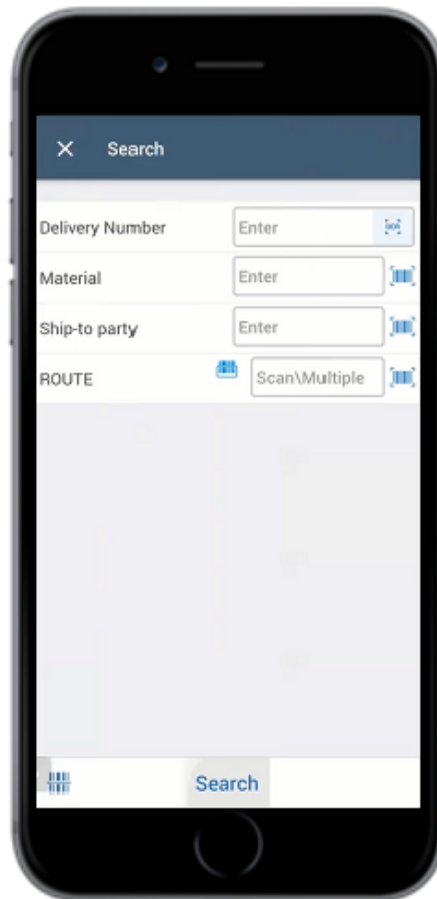 Search
Delivery Number Enter
Material Enter
Ship-to party Enter
ROUTE Scan\Multiple
Search